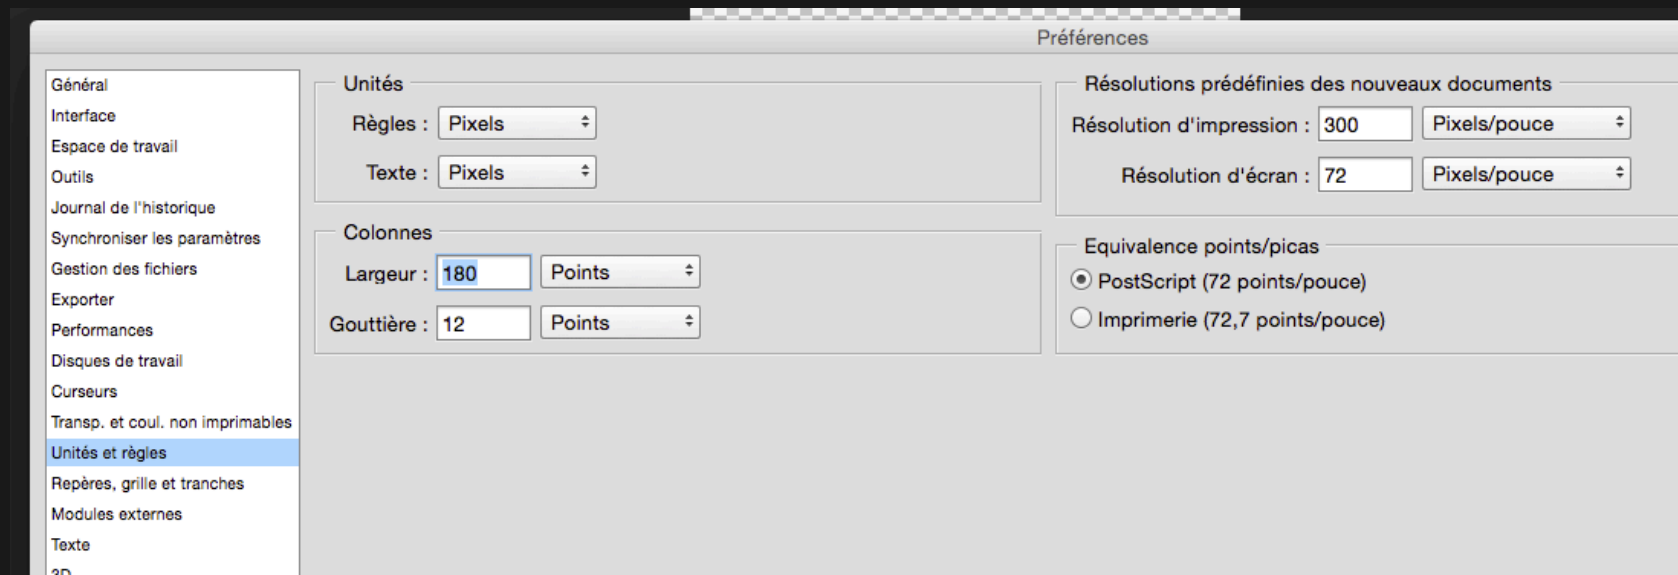 Préférences
Général
Interface
Espace de travail
Outils
Journal de l'historique
Synchroniser les paramètres
Gestion des fichiers
Exporter
Performances
Disques de travail
Curseurs
Transp. et coul. non imprimables
Unités et règles
Repères, grille et tranches
Modules externes
Texte
3D
Unités
Règles : Pixels
Texte : Pixels
Colonnes
Largeur : 180 Points
Gouttière : 12 Points
Résolutions prédéfinies des nouveaux documents
Résolution d'impression : 300 Pixels/pouce
Résolution d'écran : 72 Pixels/pouce
Equivalence points/picas
PostScript (72 points/pouce)
Imprimerie (72,7 points/pouce)